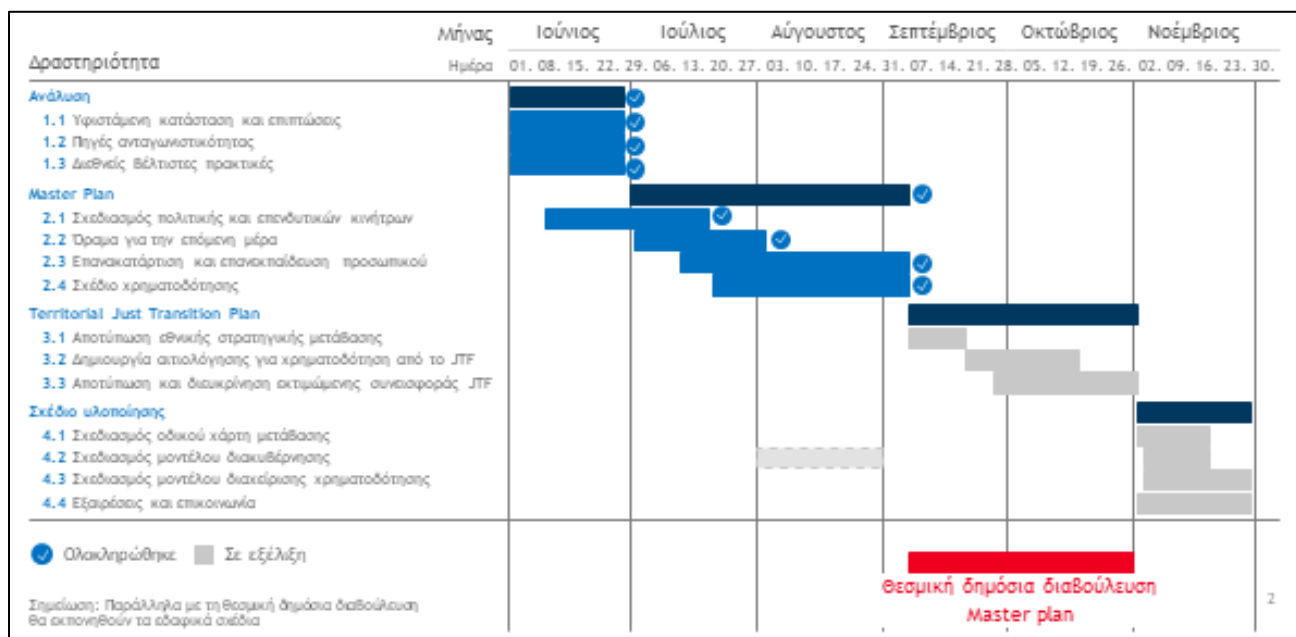 Μήνας Ιούνιος Ιούλιος Αύγουστος Σεπτέμβριος Οκτώβριος Νοέμβριος
Δραστηριότητα Ημέρα 01. 08. 15. 22. 29. 06. 13. 20. 27. 03. 10. 17. 24. 31. 07. 14. 21. 28. 05. 12. 19. 26. 02. 09. 16. 23. 30.
Ανάλυση
1.1 Υφιστάμενη κατάσταση και επιπτώσεις
1.2 Πηγές ανταγωνιστικότητας
1.3 Διεθνείς βέλτιστες πρακτικές
Master Plan
2.1 Σχεδιασμός πολιτικής και επενδυτικών κινήτρων
2.2 Όραμα για την επόμενη μέρα
2.3 Επανακατάρτιση και επανεκπαίδευση προσωπικού
2.4 Σχέδιο χρηματοδότησης
Territorial Just Transition Plan
3.1 Αποτύπωση εθνικής στρατηγικής μετάβασης
3.2 Δημιουργία αιτιολόγησης για χρηματοδότηση από το JTF
3.3 Αποτύπωση και διευκρίνηση εκτιμώμενης συνεισφοράς JTF
Σχέδιο υλοποίησης
4.1 Σχεδιασμός οδικού χάρτη μετάβασης
4.2 Σχεδιασμός μοντέλου διακυβέρνησης
4.3 Σχεδιασμός μοντέλου διαχείρισης χρηματοδότησης
4.4 Εξαιρέσεις και επικοινωνία
Ολοκληρώθηκε Σε εξέλιξη
Θεσμική δημόσια διαβούλευση
Master plan
Σημείωση: Παράλληλα με τη θεσμική δημόσια διαβούλευση
θα εκπονηθούν τα εδαφικά σχέδια
2